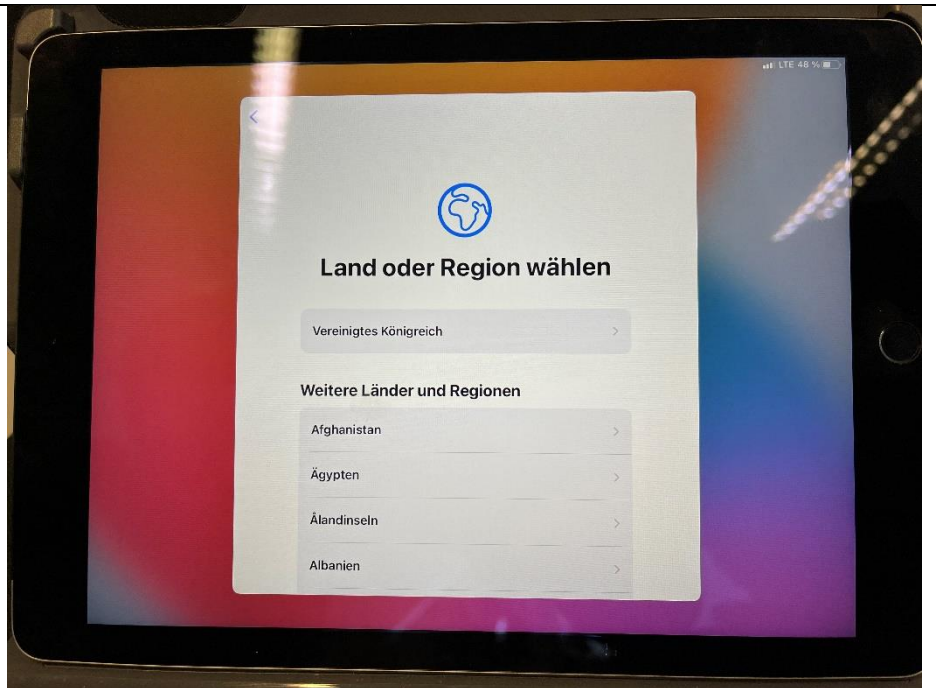 LTE 48 %
Land oder Region wählen
Vereinigtes Königreich
Weitere Länder und Regionen
Afghanistan
Ägypten
Ålandinseln
Albanien